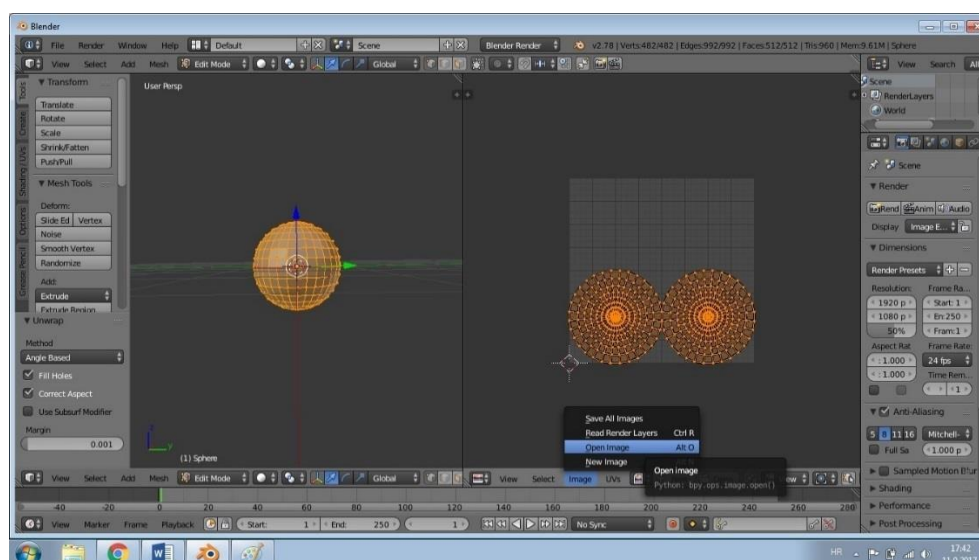 Blender
File Render Window Help Default Scene Blender Render v2.78 | Verts:482/482 | Edges:992/992 | Faces:512/512 | Tris:960 | Mem:9.61M | Sphere
View Select Add Mesh Edit Mode Global View Search All
Tools
Create
Shading / UVs
Options
Grease Pencil
Transform
Translate
Rotate
Scale
Shrink/Fatten
Push/Pull
Mesh Tools
Deform:
Slide Ed Vertex
Noise
Smooth Vertex
Randomize
Add:
Extrude
Extrude Region
Unwrap
Method
Angle Based
Fill Holes
Correct Aspect
Use Subsurf Modifier
Margin
0.001
User Persp
z
y
(1) Sphere
Save All Images
Read Render Layers Ctrl R
Open Image Alt O
New Image
Open image
Python: bpy.ops.image.open()
Scene
RenderLayers
World
Scene
Render
Rend Anim Audio
Display Image E...
Dimensions
Render Presets
Resolution: Frame Ra...
1920 p Start: 1
1080 p En:250
50% Fram:1
Aspect Rat Frame Rate:
: 1.000 24 fps
: 1.000 Time Rem...
1
Anti-Aliasing
5 8 11 16 Mitchell-
Full Sa 1.000 p
Sampled Motion Blur
Shading
Performance
Post Processing
View Select Add Mesh Edit Mode Global View Select Image UVs
-40 -20 0 20 40 60 80 100 120 140 160 180 200 220 240 260 280
View Marker Frame Playback Start: 1 End: 250 1 No Sync
HR 17:42